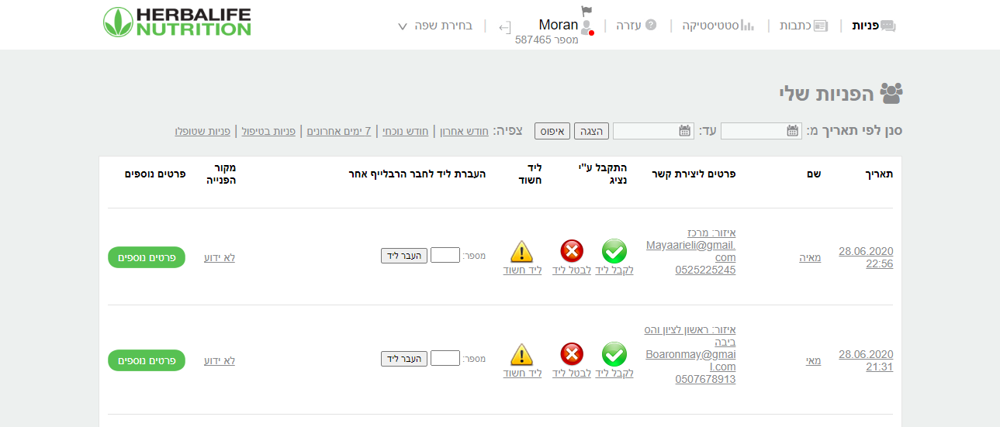 HERBALIFE
NUTRITION
פניות | כתבות | סטטיסטיקה | עזרה | Moran | בחירת שפה
מספר 587465
הפניות שלי
סנן לפי תאריך מ: עד: הצגה איפוס צפיה: חודש אחרון | חודש נוכחי | 7 ימים אחרונים | פניות בטיפול | פניות שטופלו
תאריך
שם
פרטים ליצירת קשר
התקבל ע"י
נציג
ליד
חשוד
העברת ליד לחבר הרבלייף אחר
מקור
הפנייה
פרטים נוספים
28.06.2020
22:56
מאיה
איזור: מרכז
Mayaarieli@gmail.
com
0525225245
לקבל ליד
לבטל ליד
ליד חשוד
מספר: העבר ליד
לא ידוע
פרטים נוספים
28.06.2020
21:31
מאי
איזור: ראשון לציון והס
ביבה
Boaronmay@gmai
l.com
0507678913
לקבל ליד
לבטל ליד
ליד חשוד
מספר: העבר ליד
לא ידוע
פרטים נוספים